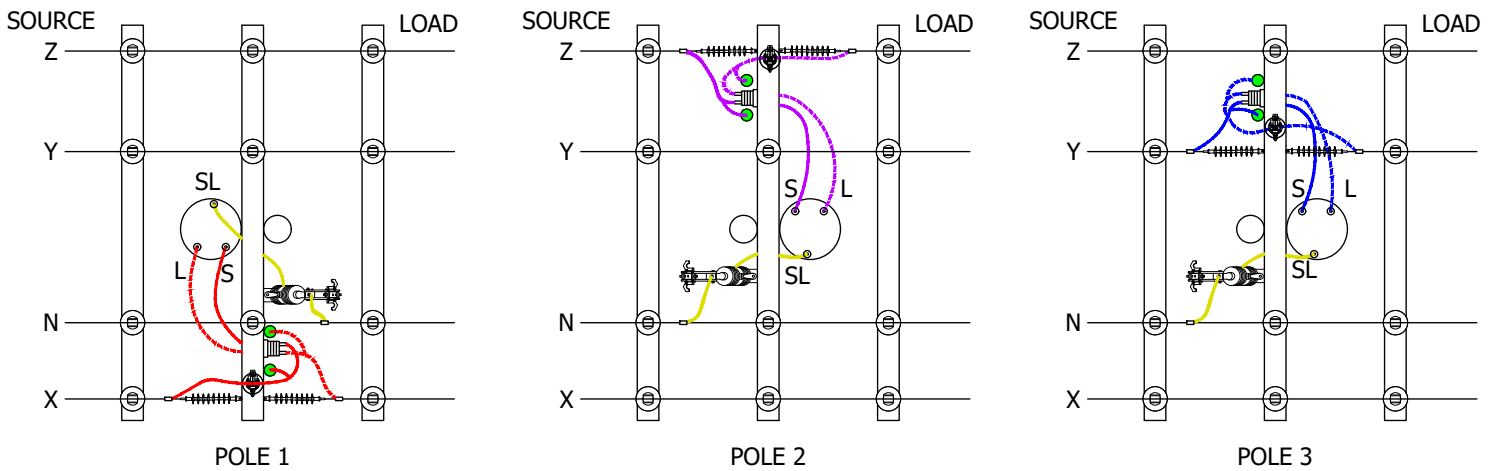 SOURCE LOAD
Z
Y
SL
L S
N
X
POLE 1
SOURCE LOAD
Z
Y
S L
SL
N
X
POLE 2
SOURCE LOAD
Z
Y
S L
SL
N
X
POLE 3